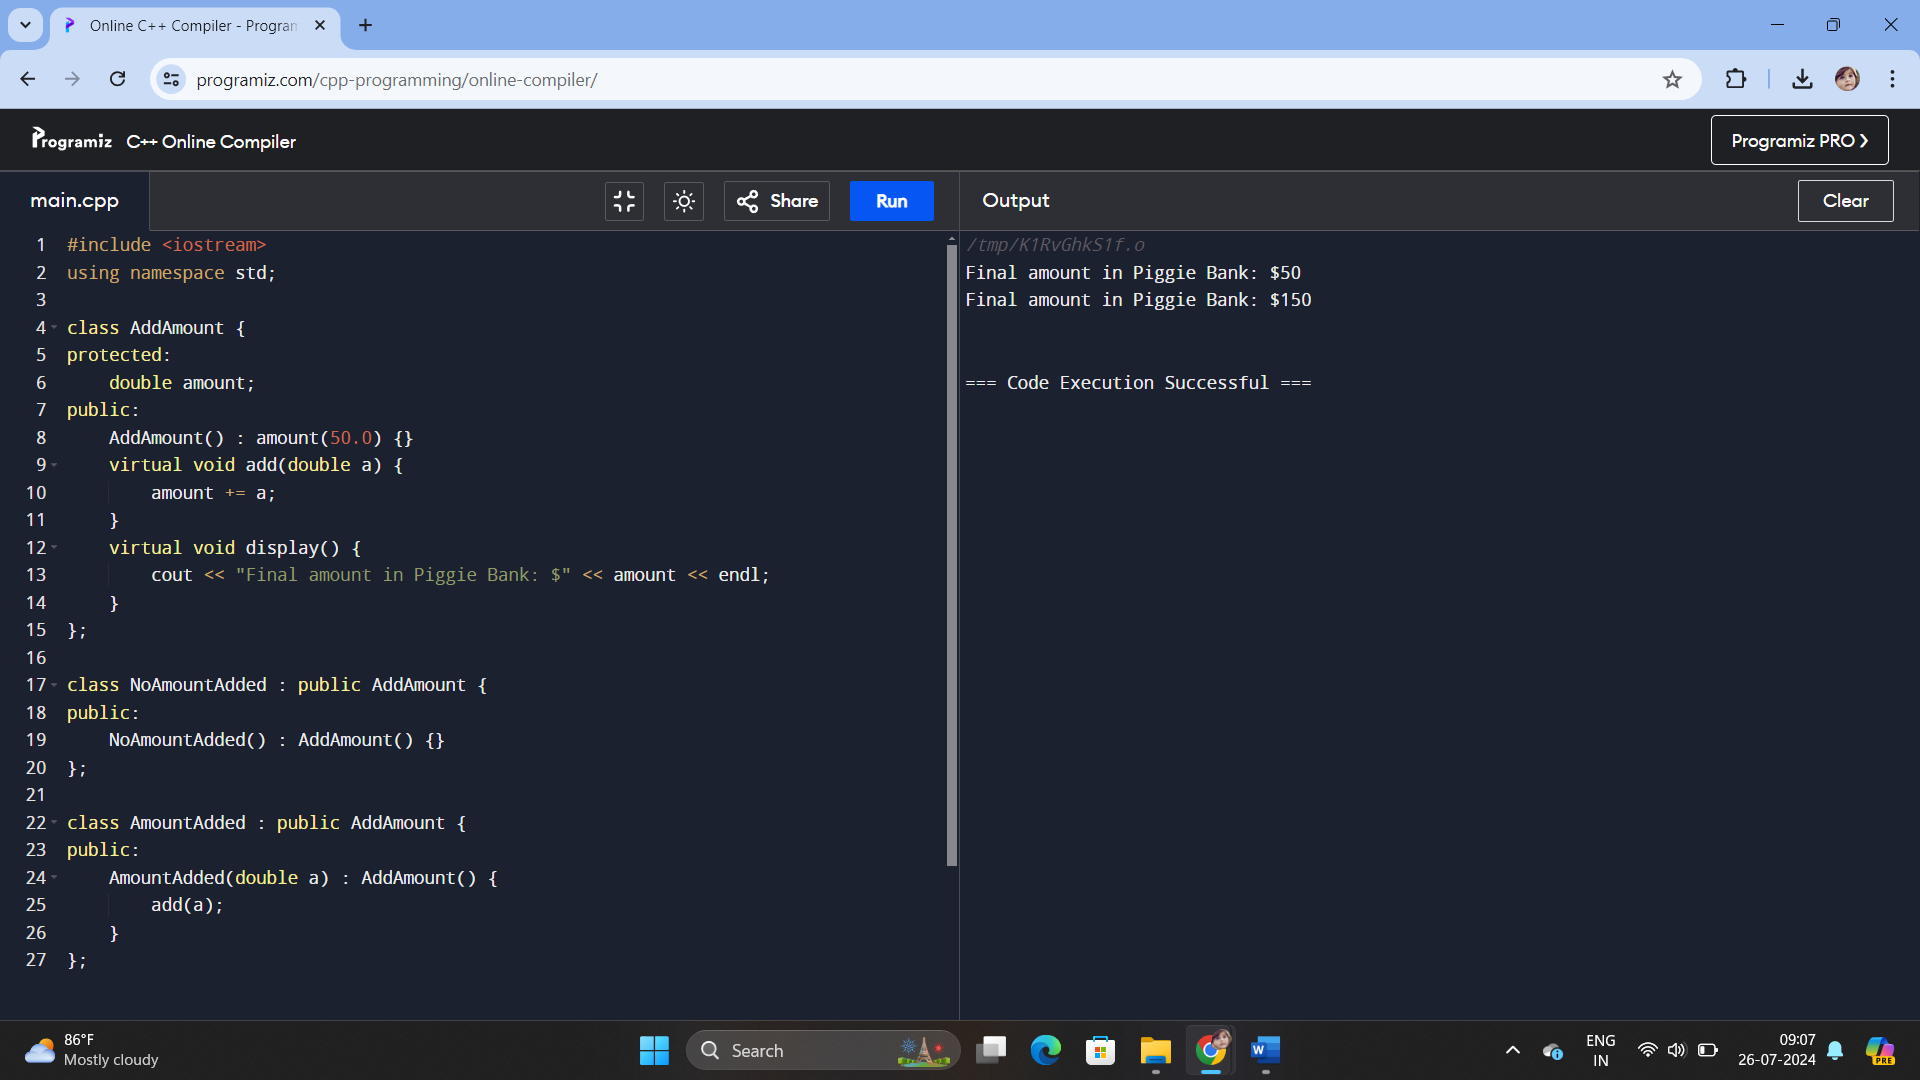 Online C++ Compiler - Program
programiz.com/cpp-programming/online-compiler/
Programiz C++ Online Compiler
Programiz PRO
main.cpp
Share
Run
Output
Clear
1 #include <iostream>
2 using namespace std;
3
4 class AddAmount {
5 protected:
6     double amount;
7 public:
8     AddAmount() : amount(50.0) {}
9     virtual void add(double a) {
10         amount += a;
11     }
12     virtual void display() {
13         cout << "Final amount in Piggie Bank: $" << amount << endl;
14     }
15 };
16
17 class NoAmountAdded : public AddAmount {
18 public:
19     NoAmountAdded() : AddAmount() {}
20 };
21
22 class AmountAdded : public AddAmount {
23 public:
24     AmountAdded(double a) : AddAmount() {
25         add(a);
26     }
27 };
/tmp/K1RvGhkS1f.o
Final amount in Piggie Bank: $50
Final amount in Piggie Bank: $150
=== Code Execution Successful ===
86°F
Mostly cloudy
Search
W
ENG
IN
09:07
26-07-2024
PRE